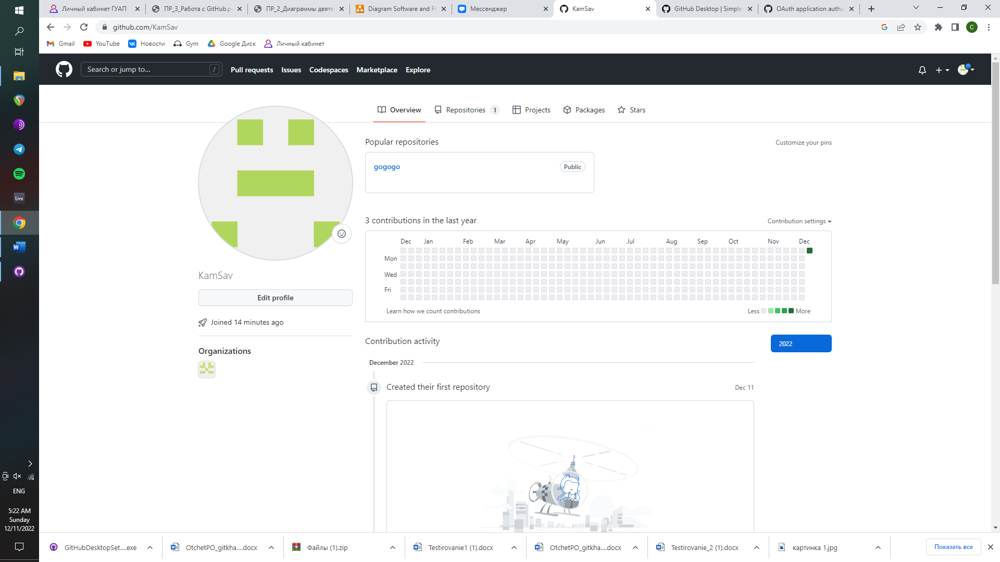 Личный кабинет ГУАП
ПР_3_Работа с GitHub.p
ПР_2_Диаграммы деяте
Diagram Software and Fl
Мессенджер
KamSav
GitHub Desktop | Simple
OAuth application autho
github.com/KamSav
C
Gmail
YouTube
Новости
Gym
Google Диск
Личный кабинет
Search or jump to...
/
Pull requests
Issues
Codespaces
Marketplace
Explore
Overview
Repositories 1
Projects
Packages
Stars
Popular repositories
Customize your pins
gogogo
Public
3 contributions in the last year
Contribution settings
Dec Jan Feb Mar Apr May Jun Jul Aug Sep Oct Nov Dec
Mon
Wed
Fri
Learn how we count contributions
Less
More
KamSav
Edit profile
Joined 14 minutes ago
Organizations
Contribution activity
2022
December 2022
Created their first repository
Dec 11
Live
ENG
5:22 AM
Sunday
12/11/2022
GitHubDesktopSet....exe
OtchetPO_gitkha....docx
Файлы (1).zip
Testirovanie1 (1).docx
OtchetPO_gitkha....docx
Testirovanie_2 (1).docx
картинка 1.jpg
Показать все